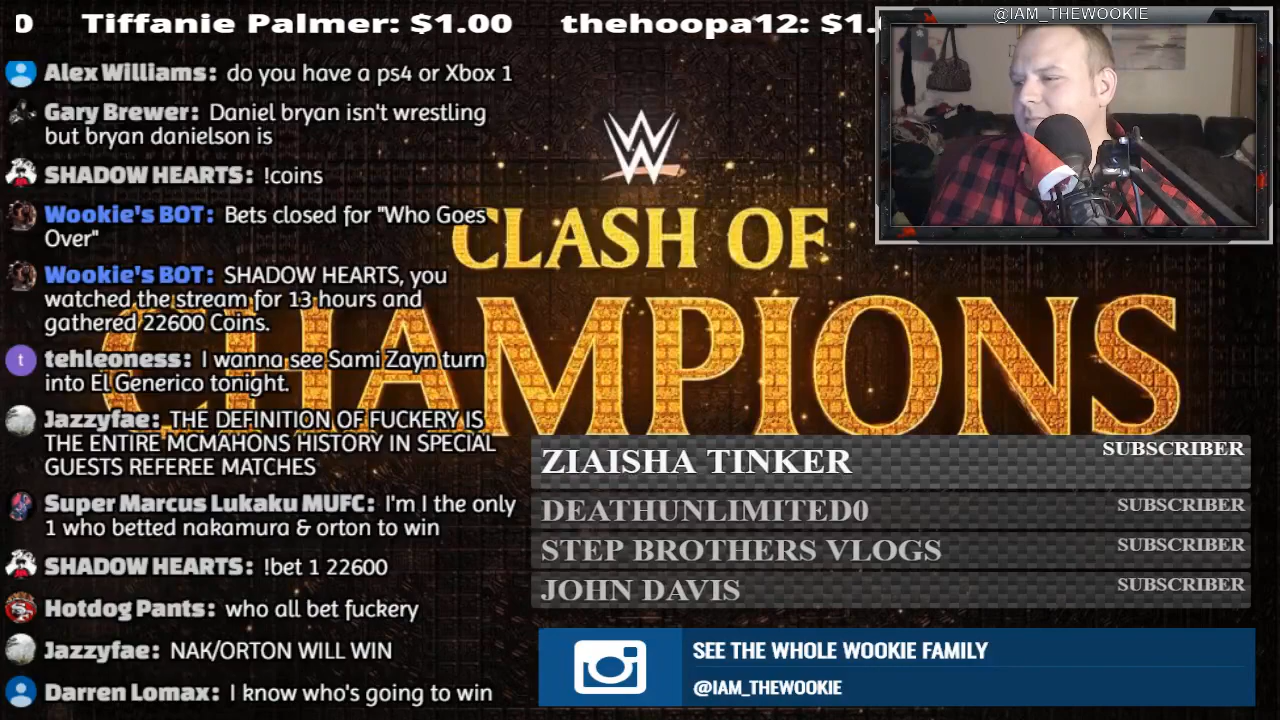 D Tiffanie Palmer: $1.00 thehoopa12: $1.
@IAM_THEWOOKIE
Alex Williams: do you have a ps4 or Xbox 1
Gary Brewer: Daniel bryan isn't wrestling
but bryan danielson is
SHADOW HEARTS: !coins
Wookie's BOT: Bets closed for "Who Goes
Over"
Wookie's BOT: SHADOW HEARTS, you
watched the stream for 13 hours and
gathered 22600 Coins.
tehleoness: I wanna see Sami Zayn turn
into El Generico tonight.
Jazzyfae: THE DEFINITION OF FUCKERY IS
THE ENTIRE MCMAHONS HISTORY IN SPECIAL
GUESTS REFEREE MATCHES
Super Marcus Lukaku MUFC: I'm I the only
1 who betted nakamura & orton to win
SHADOW HEARTS: !bet 1 22600
Hotdog Pants: who all bet fuckery
Jazzyfae: NAK/ORTON WILL WIN
Darren Lomax: I know who's going to win
t
W
CLASH OF
CHAMPIONS
ZIAISHA TINKER SUBSCRIBER
DEATHUNLIMITED0 SUBSCRIBER
STEP BROTHERS VLOGS SUBSCRIBER
JOHN DAVIS SUBSCRIBER
SEE THE WHOLE WOOKIE FAMILY
@IAM_THEWOOKIE